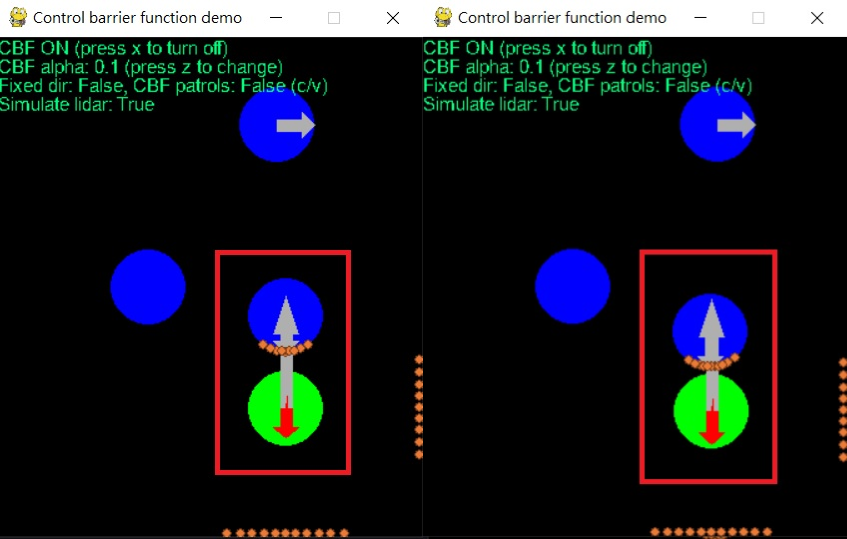 Control barrier function demo
CBF ON (press x to turn off)
CBF alpha: 0.1 (press z to change)
Fixed dir: False, CBF patrols: False (c/v)
Simulate lidar: True
Control barrier function demo
CBF ON (press x to turn off)
CBF alpha: 0.1 (press z to change)
Fixed dir: False, CBF patrols: False (c/v)
Simulate lidar: True